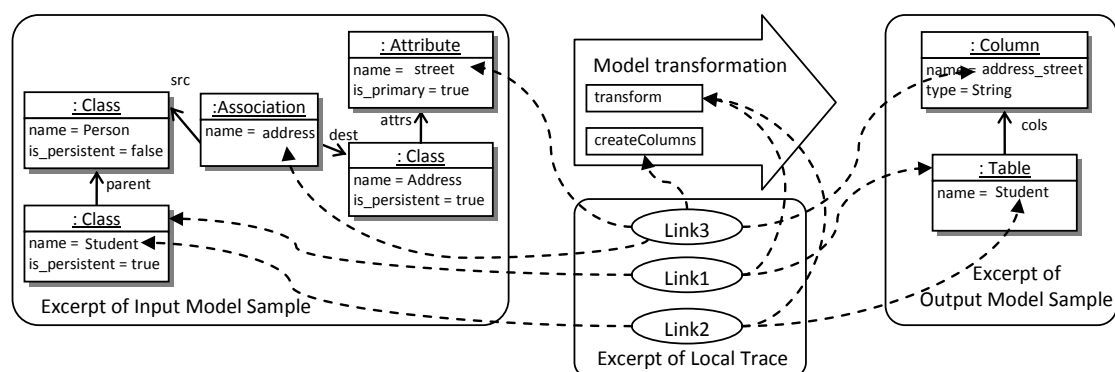 : Attribute
name = street
is_primary = true
attrs
src
: Class
name = Person
is_persistent = false
parent
: Association
name = address
dest
: Class
name = Address
is_persistent = true
: Class
name = Student
is_persistent = true
Excerpt of Input Model Sample
Model transformation
transform
createColumns
Link3
Link1
Link2
Excerpt of Local Trace
: Column
name = address_street
type = String
cols
: Table
name = Student
Excerpt of
Output Model Sample